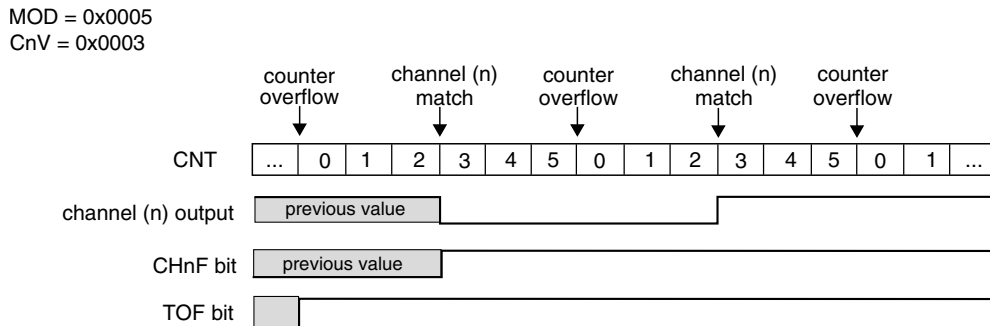 MOD = 0x0005
CnV = 0x0003
counter overflow
channel (n) match
counter overflow
channel (n) match
counter overflow
CNT ... 0 1 2 3 4 5 0 1 2 3 4 5 0 1 ...
channel (n) output previous value
CHnF bit previous value
TOF bit